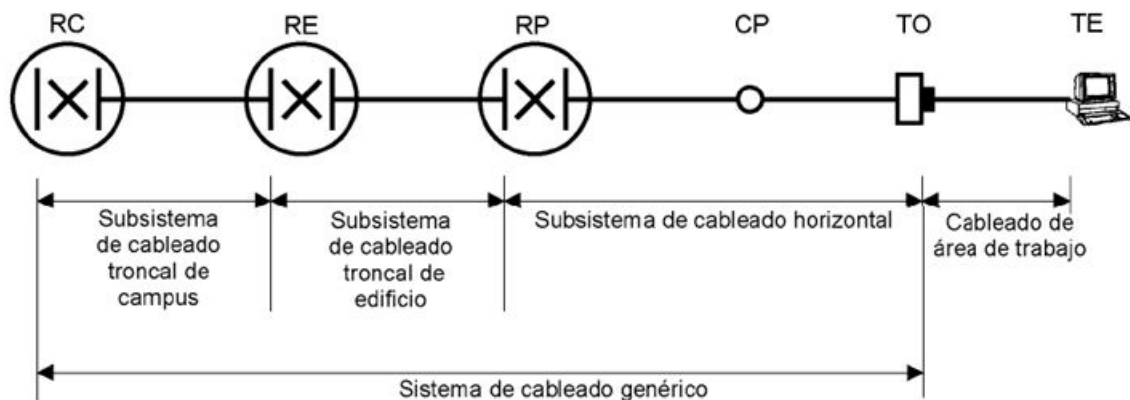 RC RE RP CP TO TE
Subsistema
de cableado
troncal de
campus
Subsistema
de cableado
troncal de
edificio
Subsistema de cableado horizontal
Cableado de
área de trabajo
Sistema de cableado genérico